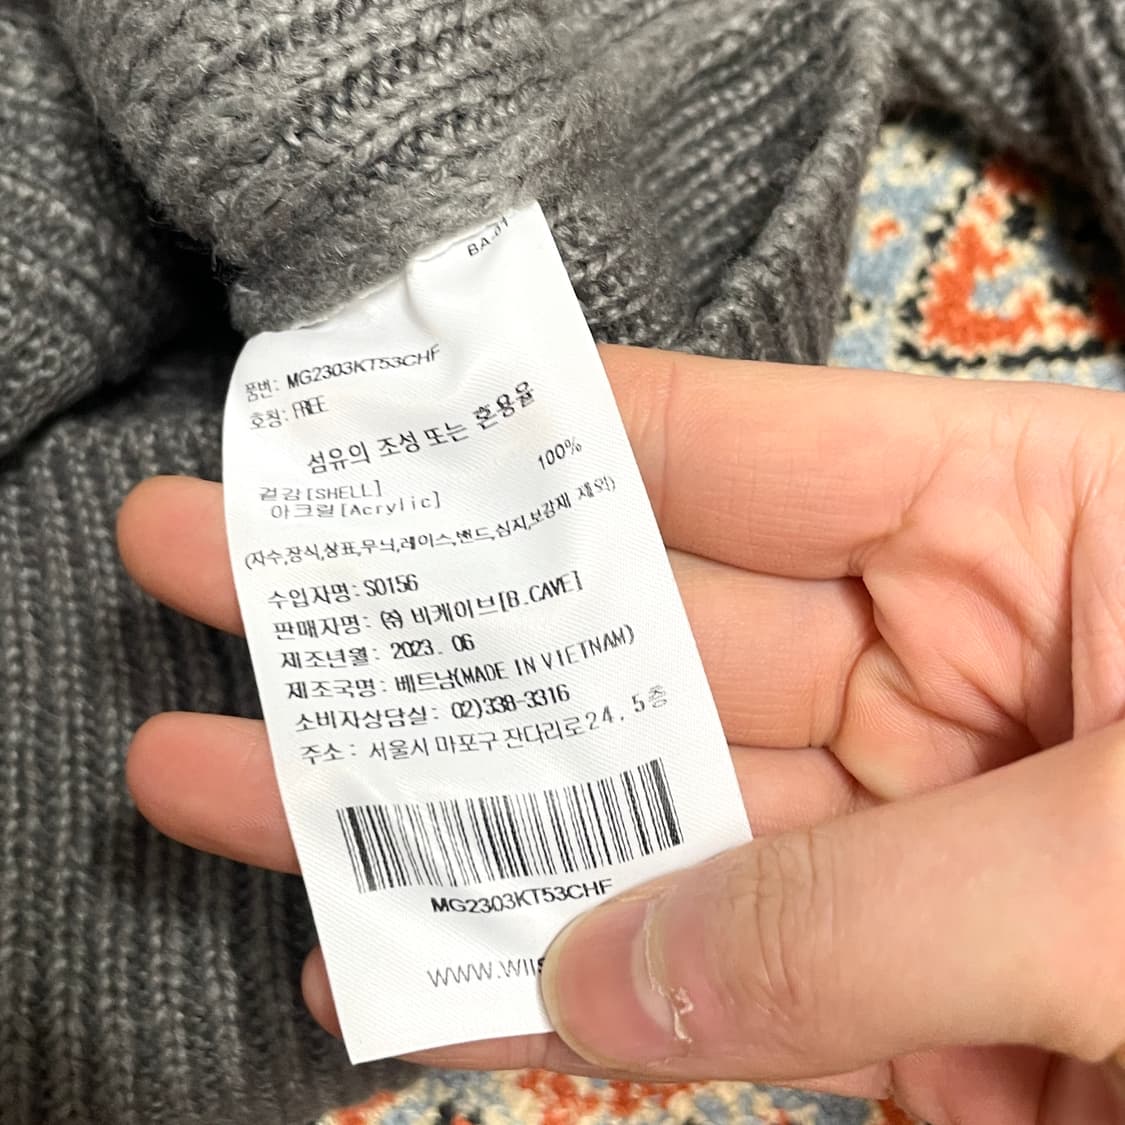 BA-01
품번: MG2303KT53CHF
호칭: FREE
섬유의 조성 또는 혼용율
100%
겉감[SHELL]
아크릴[Acrylic]
(자수,장식,상표,무늬,레이스,밴드,심지,보강재 제외)
수입자명: S0156
판매자명: ㈜ 비케이브[B.CAVE]
제조년월: 2023. 06
제조국명: 베트남(MADE IN VIETNAM)
소비자상담실: 02)338-3316
주소: 서울시 마포구 잔다리로24, 5층
MG2303KT53CHF